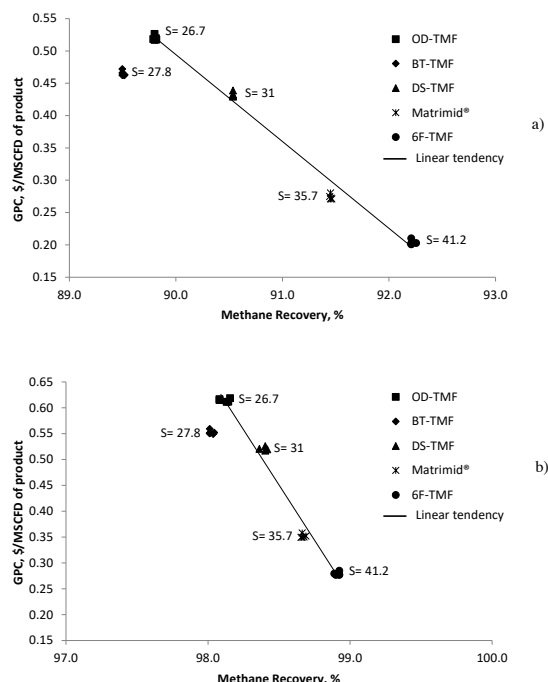 0.55
0.50
0.45
0.40
0.35
0.30
0.25
0.20
0.15
GPC, $/MSCFD of product
S= 26.7
S= 27.8
S= 31
S= 35.7
S= 41.2
OD-TMF
BT-TMF
DS-TMF
Matrimid®
6F-TMF
Linear tendency
a)
89.0 90.0 91.0 92.0 93.0
Methane Recovery, %
0.65
0.60
0.55
0.50
0.45
0.40
0.35
0.30
0.25
0.20
0.15
GPC, $/MSCFD of product
S= 26.7
S= 27.8
S= 31
S= 35.7
S= 41.2
OD-TMF
BT-TMF
DS-TMF
Matrimid®
6F-TMF
Linear tendency
b)
97.0 98.0 99.0 100.0
Methane Recovery, %